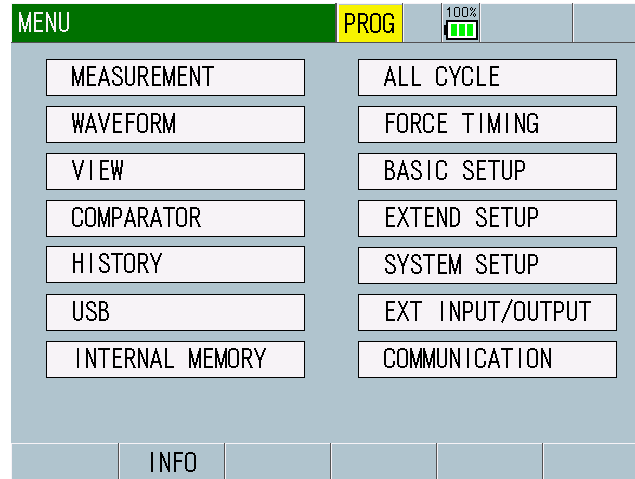 MENU
PROG
100%
MEASUREMENT
ALL CYCLE
WAVEFORM
FORCE TIMING
VIEW
BASIC SETUP
COMPARATOR
EXTEND SETUP
HISTORY
SYSTEM SETUP
USB
EXT INPUT/OUTPUT
INTERNAL MEMORY
COMMUNICATION
INFO